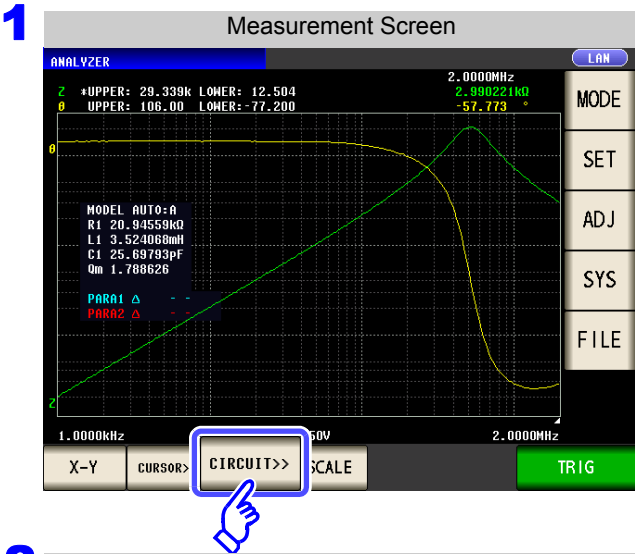 1
Measurement Screen
ANALYZER
LAN
2.0000MHz
Z *UPPER: 29.339k LOWER: 12.504 2.990221kΩ
θ UPPER: 106.00 LOWER:-77.200 -57.773 °
MODE
SET
ADJ
SYS
FILE
θ
MODEL AUTO:A
R1 20.94559kΩ
L1 3.524068mH
C1 25.69793pF
Qm 1.788626
PARA1 Δ - -
PARA2 Δ - -
Z
1.0000kHz 50V 2.0000MHz
X-Y CURSOR> CIRCUIT>> SCALE TRIG